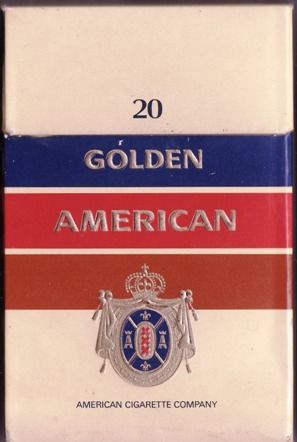 20
GOLDEN
AMERICAN
AMERICAN CIGARETTE COMPANY